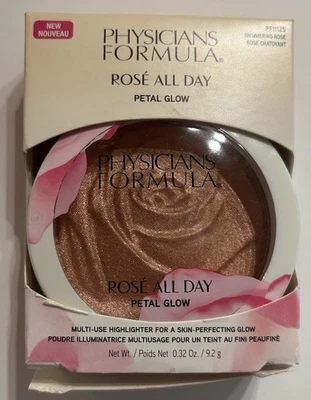 NEW
NOUVEAU
PHYSICIANS
FORMULA®
PF11125
SHIMMERING ROSE
ROSE CHATOYANT
ROSÉ ALL DAY
PETAL GLOW
PHYSICIANS
FORMULA®
ROSÉ ALL DAY
PETAL GLOW
MULTI-USE HIGHLIGHTER FOR A SKIN-PERFECTING GLOW
POUDRE ILLUMINATRICE MULTIUSAGE POUR UN TEINT AU FINI PEAUFINÉ
Net Wt. / Poids Net 0.32 Oz. / 9.2 g